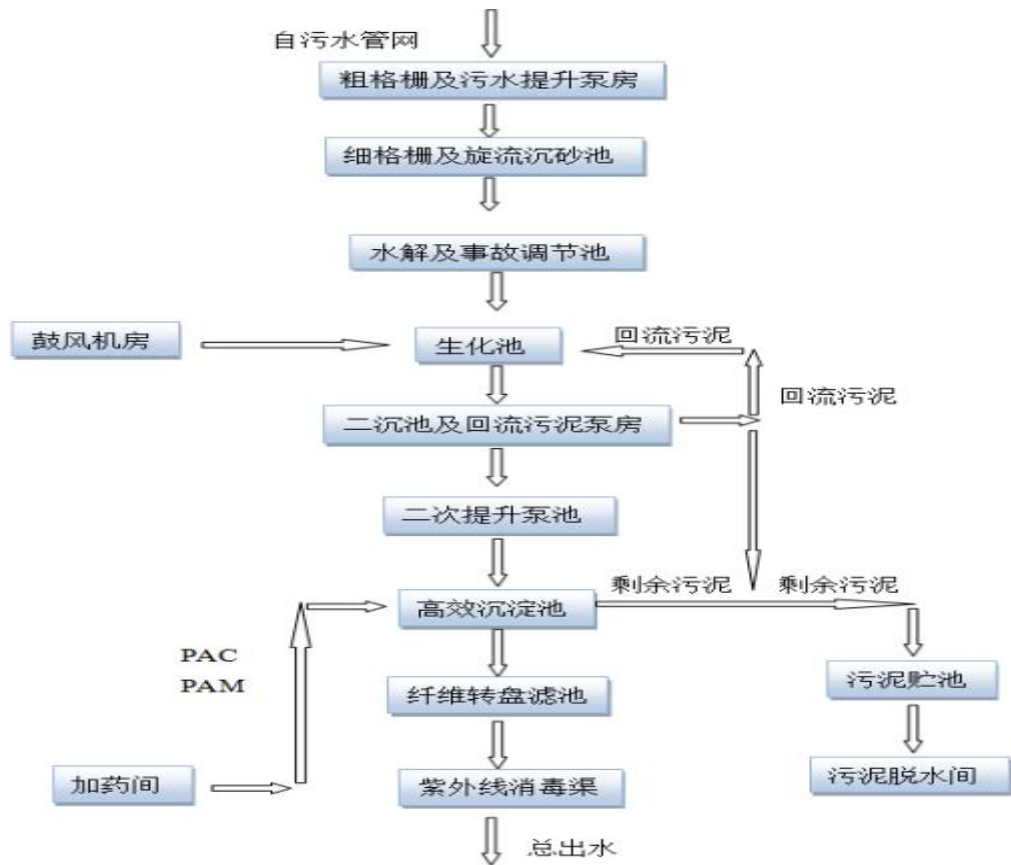 自污水管网
粗格栅及污水提升泵房
细格栅及旋流沉砂池
水解及事故调节池
鼓风机房
生化池
回流污泥
回流污泥
二沉池及回流污泥泵房
二次提升泵池
剩余污泥
剩余污泥
高效沉淀池
PAC
PAM
纤维转盘滤池
污泥贮池
加药间
紫外线消毒渠
污泥脱水间
总出水